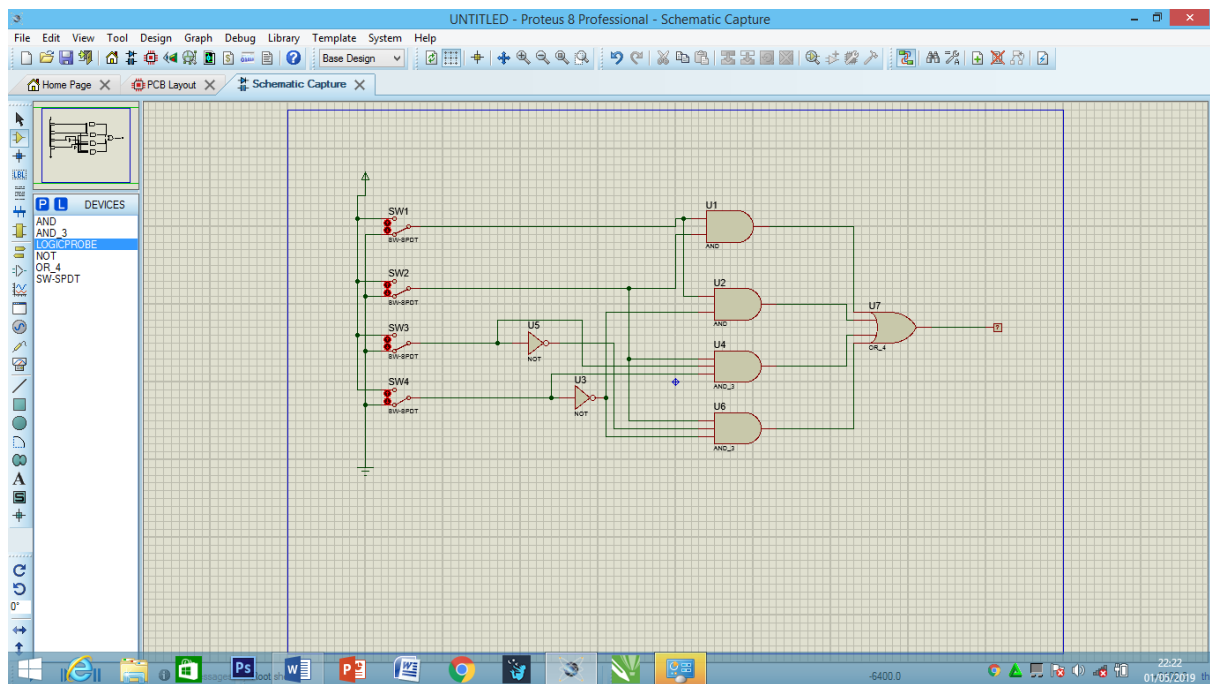 UNTITLED - Proteus 8 Professional - Schematic Capture
File Edit View Tool Design Graph Debug Library Template System Help
Base Design
Home Page
PCB Layout
Schematic Capture
P L DEVICES
AND
AND_3
LOGICPROBE
NOT
OR_4
SW-SPDT
LBL
A
S
0°
SW1
SW-SPDT
SW2
SW-SPDT
SW3
SW-SPDT
SW4
SW-SPDT
U5
NOT
U3
NOT
U1
AND
U2
AND
U4
AND_3
U6
AND_3
U7
OR_4
?
Ps
-6400.0
22:22
01/05/2019